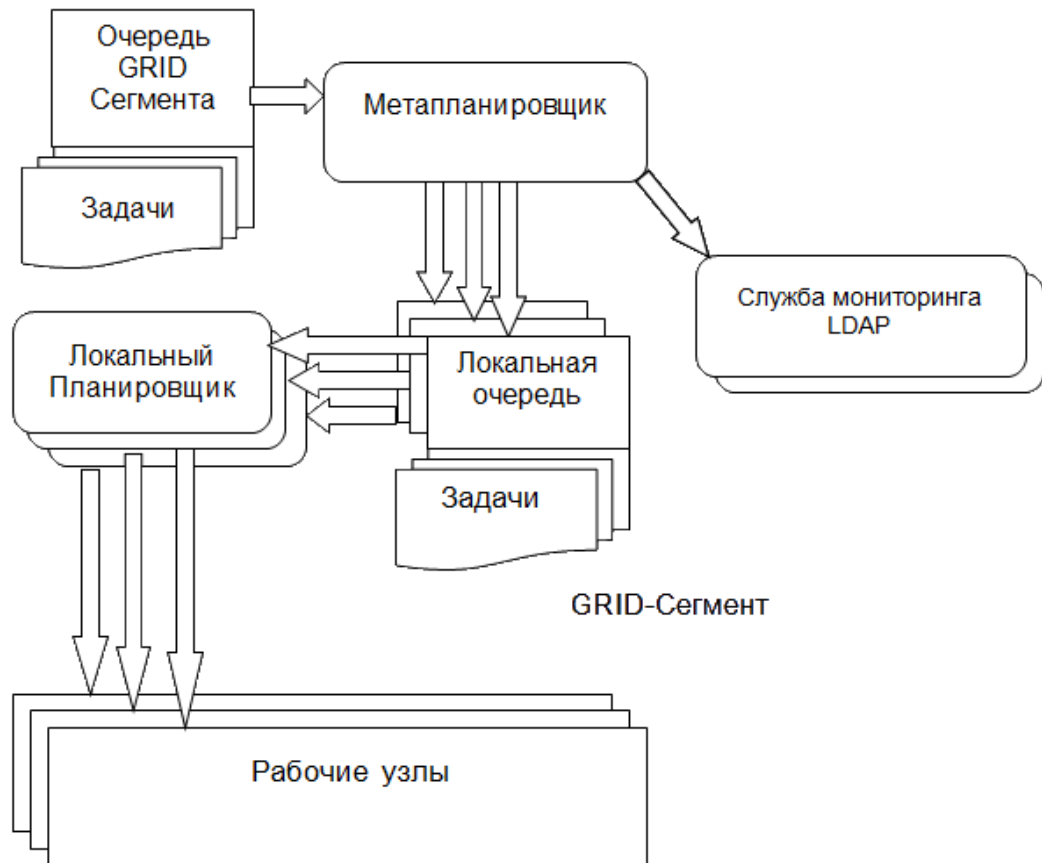 Очередь
GRID
Сегмента
Задачи
Метапланировщик
Служба мониторинга
LDAP
Локальный
Планировщик
Локальная
очередь
Задачи
GRID-Сегмент
Рабочие узлы